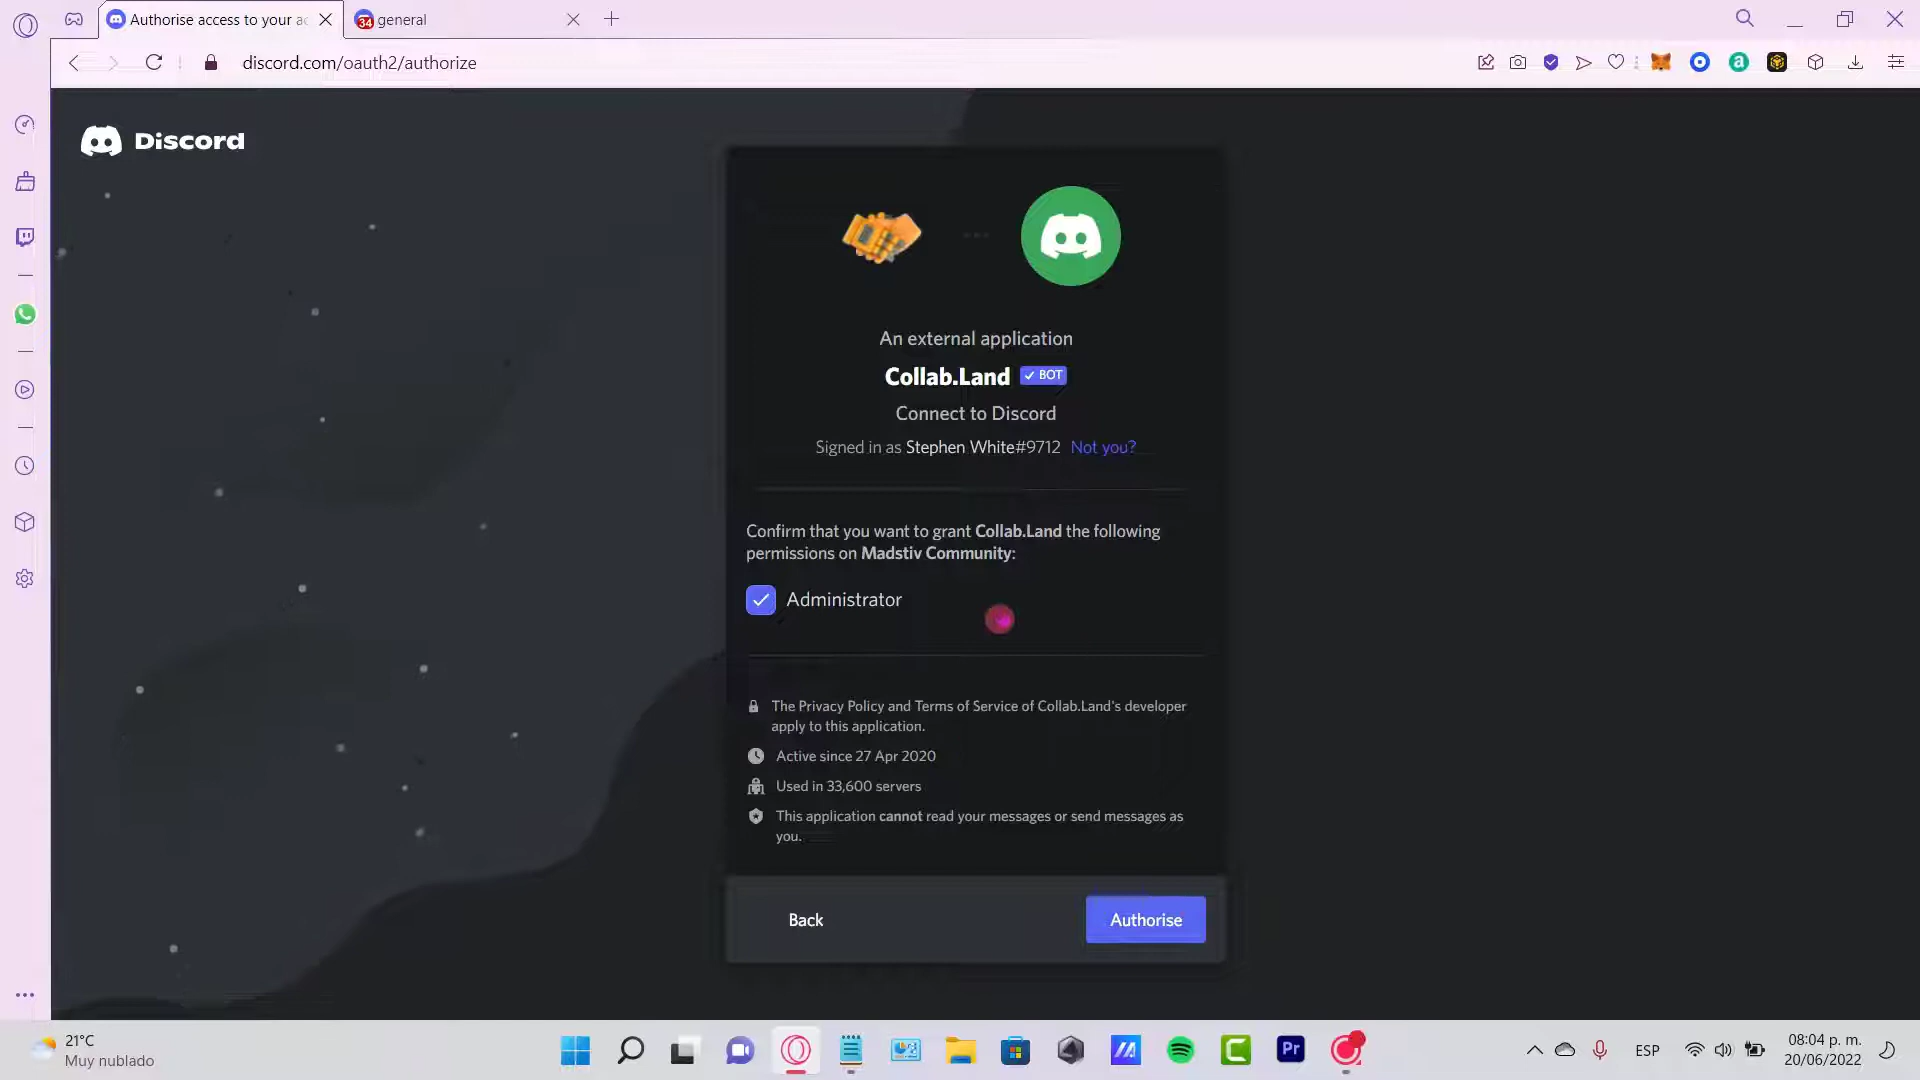 Authorise access to your ac
34
general
discord.com/oauth2/authorize
Discord
An external application
Collab.Land ✓ BOT
Connect to Discord
Signed in as Stephen White#9712 Not you?
Confirm that you want to grant Collab.Land the following
permissions on Madstiv Community:
Administrator
The Privacy Policy and Terms of Service of Collab.Land's developer
apply to this application.
Active since 27 Apr 2020
Used in 33,600 servers
This application cannot read your messages or send messages as
you.
Back
Authorise
21°C
Muy nublado
Pr
ESP
08:04 p. m.
20/06/2022